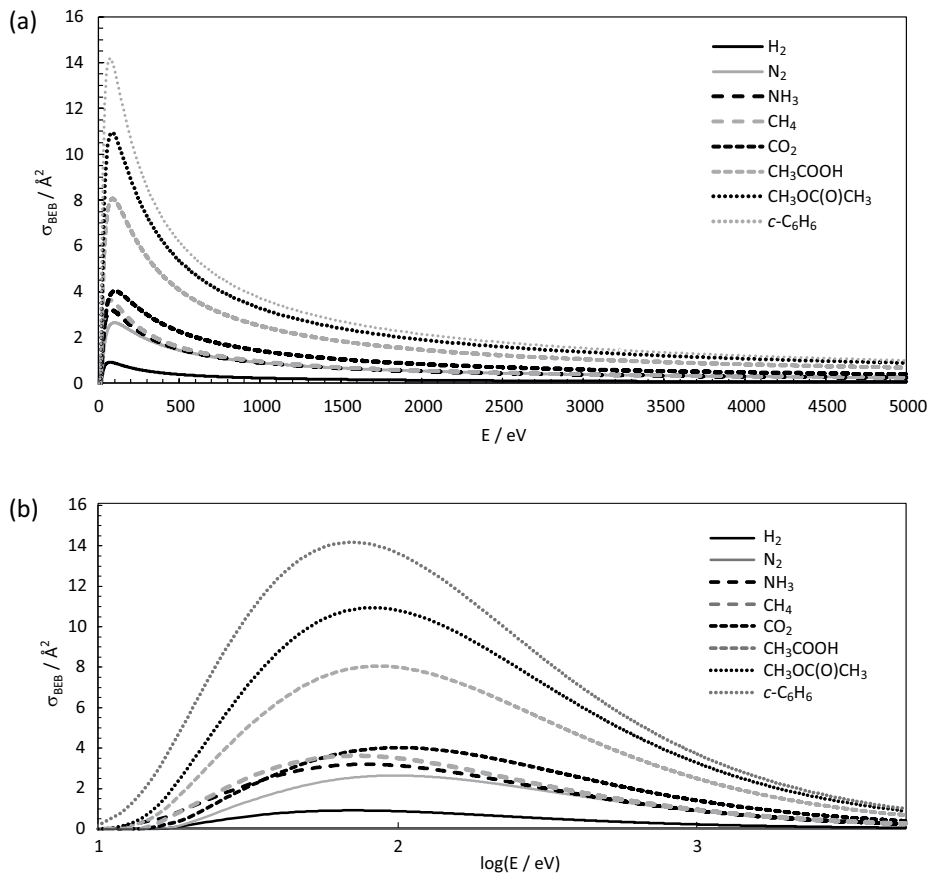 (a)
σBEB / Å²
16
14
12
10
8
6
4
2
0
H₂
N₂
NH₃
CH₄
CO₂
CH₃COOH
CH₃OC(O)CH₃
c-C₆H₆
0 500 1000 1500 2000 2500 3000 3500 4000 4500 5000
E / eV
(b)
σBEB / Å²
16
14
12
10
8
6
4
2
0
H₂
N₂
NH₃
CH₄
CO₂
CH₃COOH
CH₃OC(O)CH₃
c-C₆H₆
1 2 3
log(E / eV)